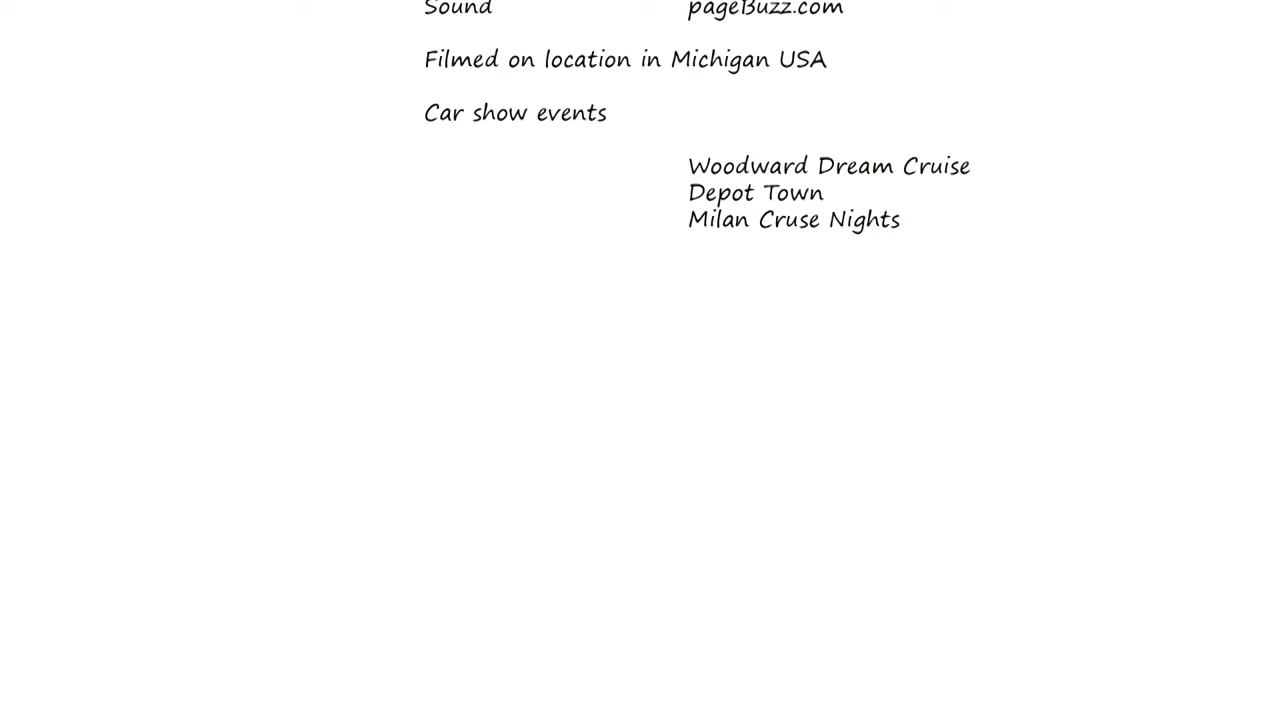 Sound pageBuzz.com
Filmed on location in Michigan USA
Car show events
Woodward Dream Cruise
Depot Town
Milan Cruse Nights